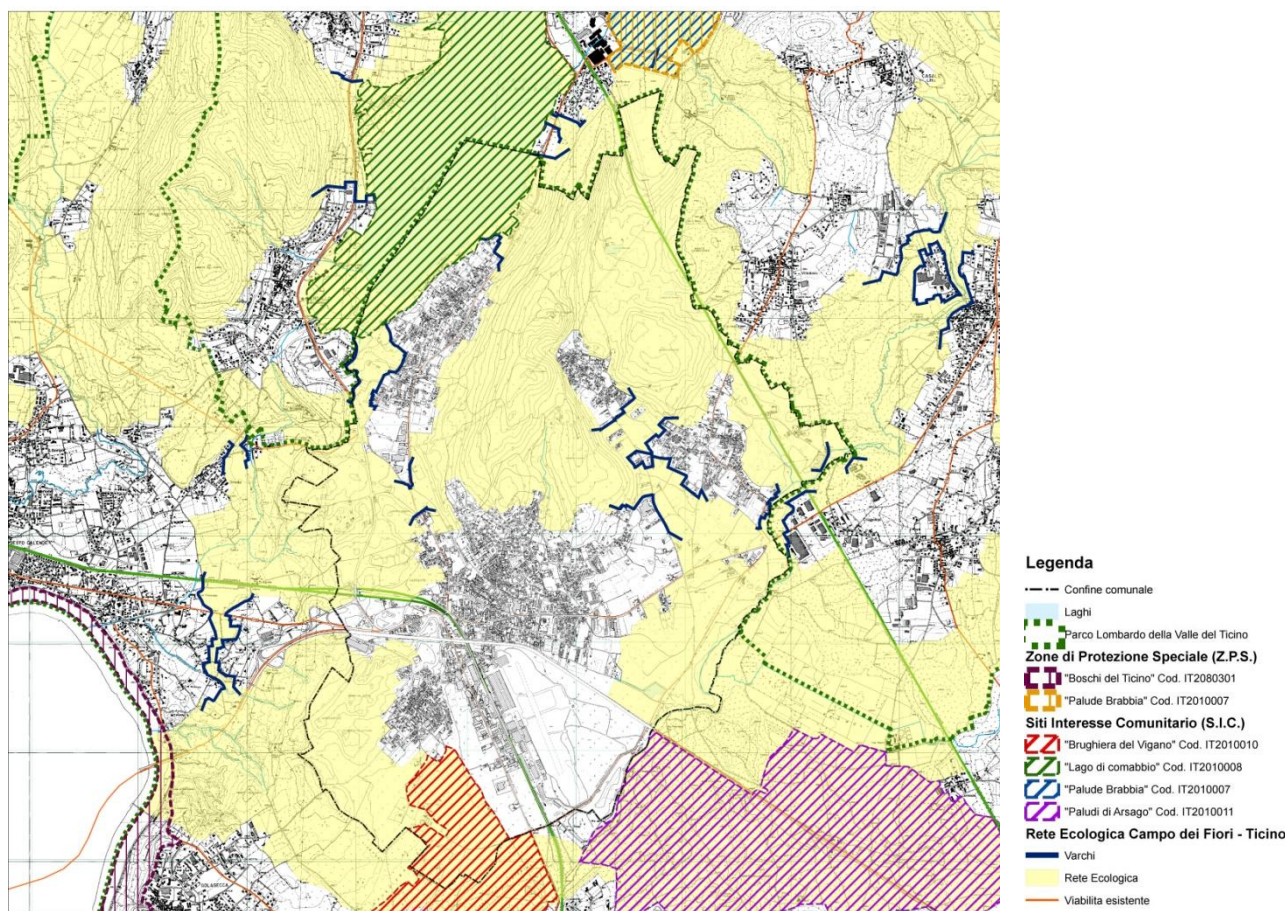 GOLASECCA
Legenda
Confine comunale
Laghi
Parco Lombardo della Valle del Ticino
Zone di Protezione Speciale (Z.P.S.)
"Boschi del Ticino" Cod. IT2080301
"Palude Brabbia" Cod. IT2010007
Siti Interesse Comunitario (S.I.C.)
"Brughiera del Vigano" Cod. IT2010010
"Lago di comabbio" Cod. IT2010008
"Palude Brabbia" Cod. IT2010007
"Paludi di Arsago" Cod. IT2010011
Rete Ecologica Campo dei Fiori - Ticino
Varchi
Rete Ecologica
Viabilita esistente